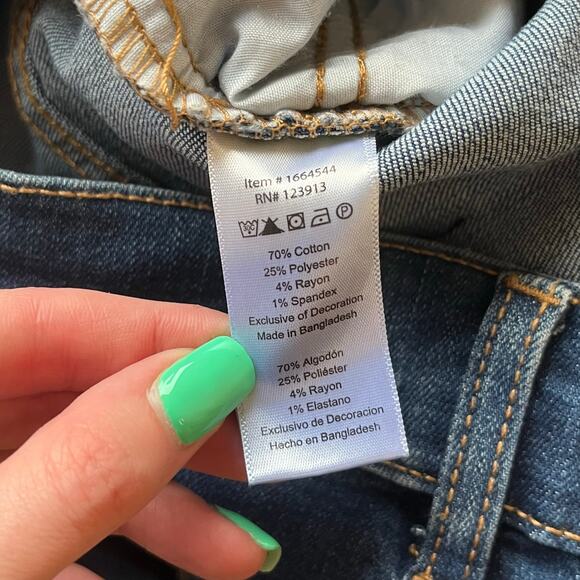 Item # 1664544
RN# 123913
70% Cotton
25% Polyester
4% Rayon
1% Spandex
Exclusive of Decoration
Made in Bangladesh
70% Algodón
25% Poliéster
4% Rayon
1% Elastano
Exclusivo de Decoracion
Hacho en Bangladesh